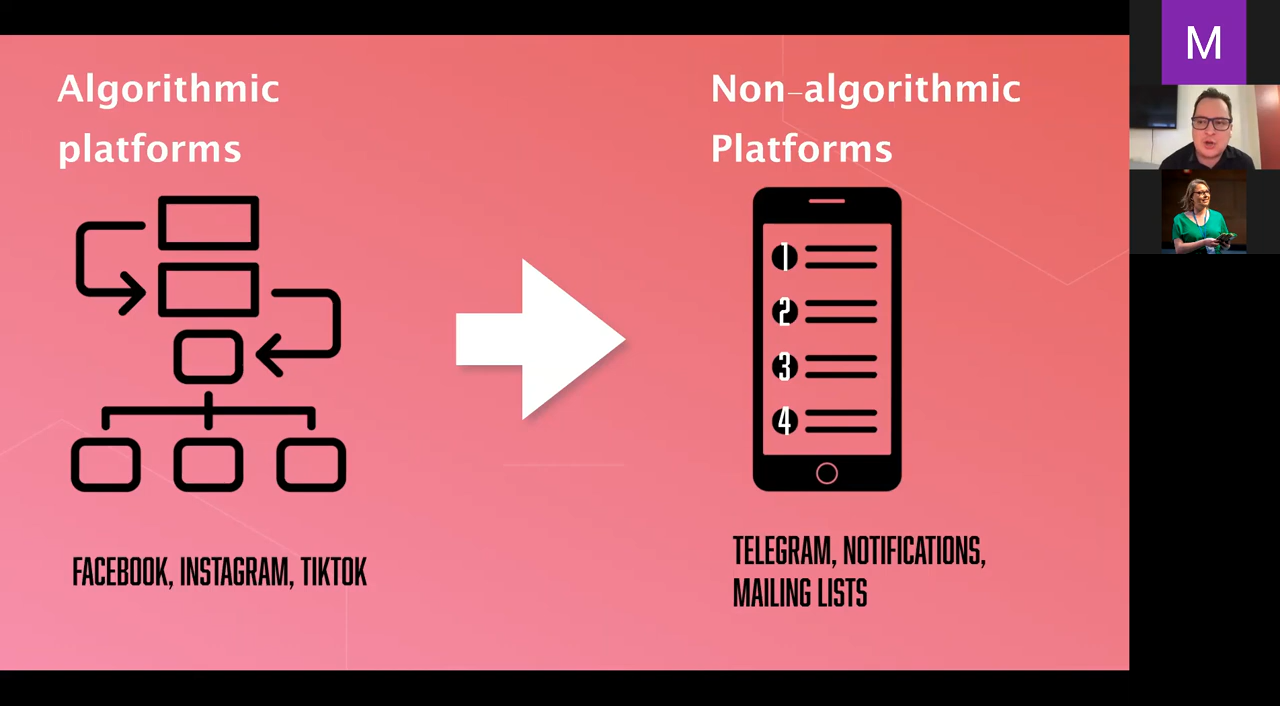 Algorithmic
platforms
Non-algorithmic
Platforms
1
2
3
4
FACEBOOK, INSTAGRAM, TIKTOK
TELEGRAM, NOTIFICATIONS,
MAILING LISTS
M